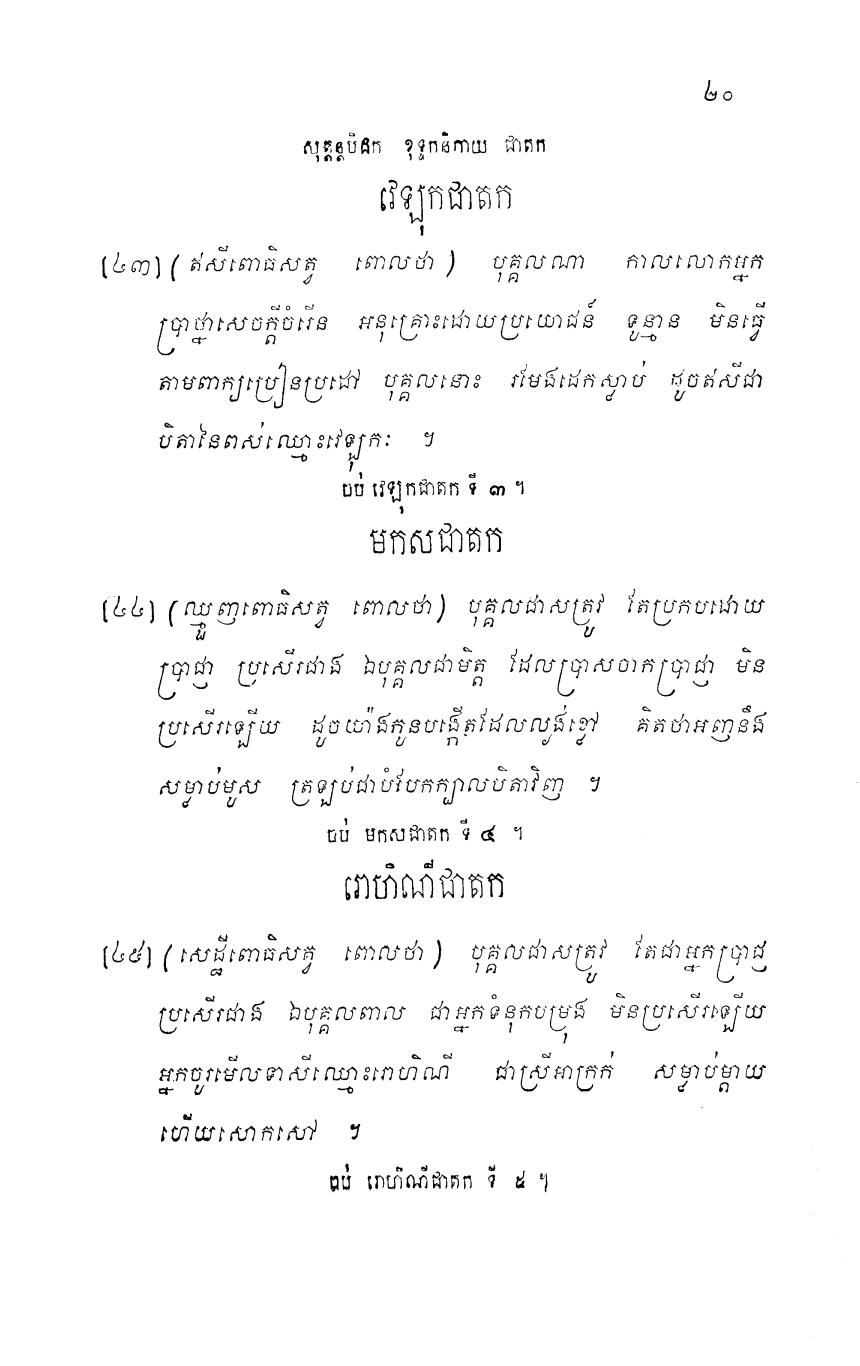 ២០
សុត្តន្តបិដក ខុទ្ទកនិកាយ ជាតក
វេឡុកជាតក
[៤៣] (ឥសីពោធិសត្វ ពោលថា) បុគ្គលណា កាលលោកអ្នក
ប្រាថ្នាសេចក្តីចំរើន អនុគ្រោះដោយប្រយោជន៍ ទូន្មាន មិនធ្វើ
តាមពាក្យប្រៀនប្រដៅ បុគ្គលនោះ រមែងដេកស្លាប់ ដូចឥសីជា
បិតានៃពស់ឈ្មោះវេឡុកៈ ។
ចប់ វេឡុកជាតក ទី ៣ ។
មកសជាតក
[៤៤] (ឈ្មួញពោធិសត្វ ពោលថា) បុគ្គលជាសត្រូវ តែប្រកបដោយ
ប្រាជ្ញា ប្រសើរជាង ឯបុគ្គលជាមិត្ត ដែលប្រាសចាកប្រាជ្ញា មិន
ប្រសើរឡើយ ដូចយ៉ាងកូនបង្កើតដែលល្ងង់ខ្លៅ គិតថាអញនឹង
សម្លាប់មូស ត្រឡប់ជាបំបែកក្បាលបិតាវិញ ។
ចប់ មកសជាតក ទី ៤ ។
រោហិណីជាតក
[៤៥] (សេដ្ឋីពោធិសត្វ ពោលថា) បុគ្គលជាសត្រូវ តែជាអ្នកប្រាជ្ញ
ប្រសើរជាង ឯបុគ្គលពាល ជាអ្នកទំនុកបម្រុង មិនប្រសើរឡើយ
អ្នកចូរមើលទាសីឈ្មោះរោហិណី ជាស្រីអាក្រក់ សម្លាប់ម្តាយ
ហើយសោកសៅ ។
ចប់ រោហិណីជាតក ទី ៥ ។